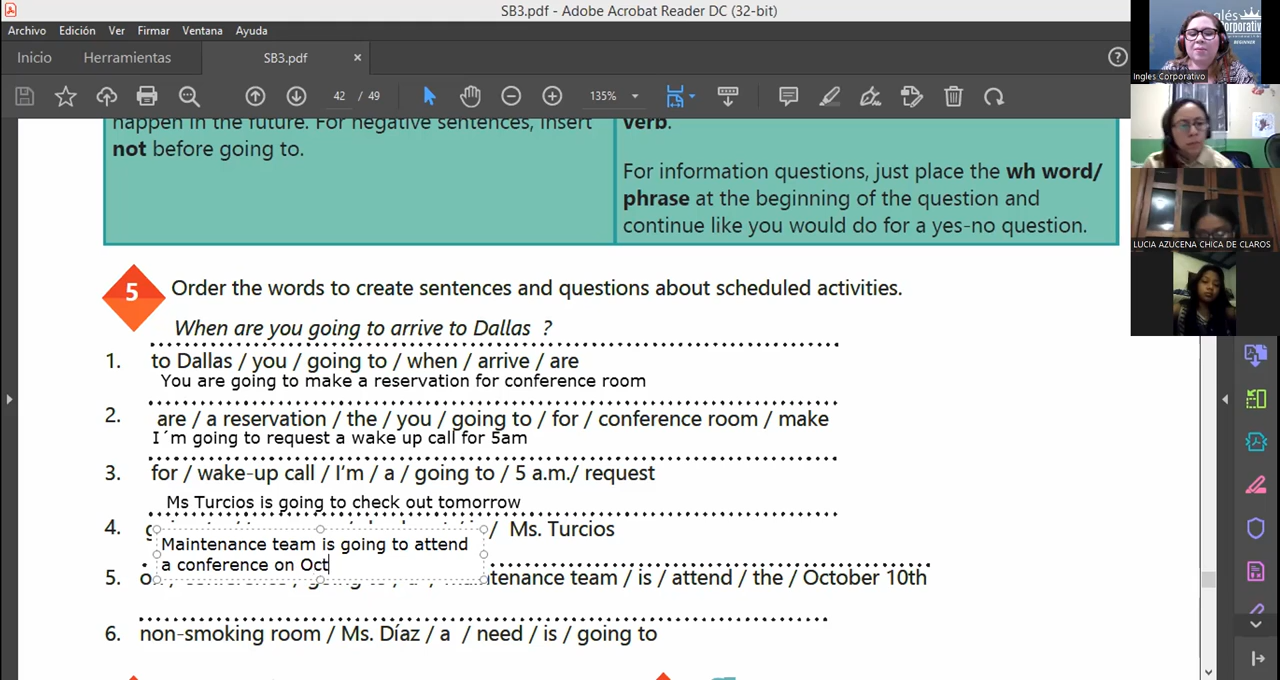 SB3.pdf - Adobe Acrobat Reader DC (32-bit)
Archivo Edición Ver Firmar Ventana Ayuda
Inicio Herramientas SB3.pdf ×
42 / 49 135%
happen in the future. For negative sentences, insert
not before going to.
verb.
For information questions, just place the wh word/
phrase at the beginning of the question and
continue like you would do for a yes-no question.
5 Order the words to create sentences and questions about scheduled activities.
When are you going to arrive to Dallas ?
1. to Dallas / you / going to / when / arrive / are
You are going to make a reservation for conference room
2. are / a reservation / the / you / going to / for / conference room / make
I´m going to request a wake up call for 5am
3. for / wake-up call / I'm / a / going to / 5 a.m./ request
Ms Turcios is going to check out tomorrow
4. / Ms. Turcios
Maintenance team is going to attend
a conference on Oct
5. tenance team / is / attend / the / October 10th
6. non-smoking room / Ms. Díaz / a / need / is / going to
Ingles Corporativo
LUCIA AZUCENA CHICA DE CLAROS